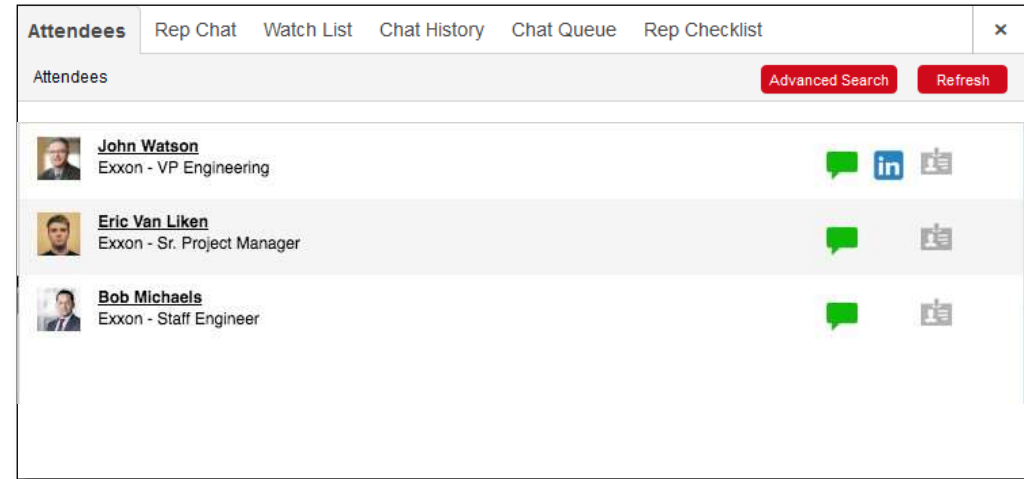 Attendees Rep Chat Watch List Chat History Chat Queue Rep Checklist ×
Attendees Advanced Search Refresh
John Watson
Exxon - VP Engineering
in
Eric Van Liken
Exxon - Sr. Project Manager
Bob Michaels
Exxon - Staff Engineer